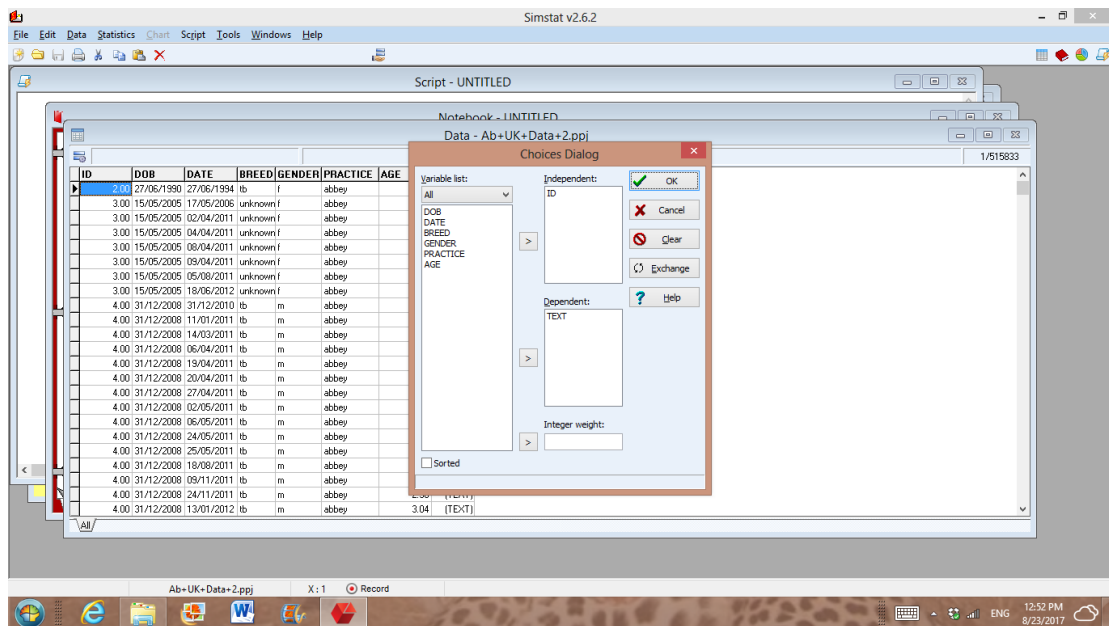 Simstat v2.6.2
File Edit Data Statistics Chart Script Tools Windows Help
Script - UNTITLED
Notebook - UNTITLED
Data - Ab+UK+Data+2.ppj
1/515833
ID DOB DATE BREED GENDER PRACTICE AGE
2.00 27/06/1990 27/06/1994 tb f abbey
3.00 15/05/2005 17/05/2006 unknown f abbey
3.00 15/05/2005 02/04/2011 unknown f abbey
3.00 15/05/2005 04/04/2011 unknown f abbey
3.00 15/05/2005 08/04/2011 unknown f abbey
3.00 15/05/2005 09/04/2011 unknown f abbey
3.00 15/05/2005 05/08/2011 unknown f abbey
3.00 15/05/2005 18/06/2012 unknown f abbey
4.00 31/12/2008 31/12/2010 tb m abbey
4.00 31/12/2008 11/01/2011 tb m abbey
4.00 31/12/2008 14/03/2011 tb m abbey
4.00 31/12/2008 06/04/2011 tb m abbey
4.00 31/12/2008 19/04/2011 tb m abbey
4.00 31/12/2008 20/04/2011 tb m abbey
4.00 31/12/2008 27/04/2011 tb m abbey
4.00 31/12/2008 02/05/2011 tb m abbey
4.00 31/12/2008 06/05/2011 tb m abbey
4.00 31/12/2008 24/05/2011 tb m abbey
4.00 31/12/2008 25/05/2011 tb m abbey
4.00 31/12/2008 18/08/2011 tb m abbey
4.00 31/12/2008 09/11/2011 tb m abbey
4.00 31/12/2008 24/11/2011 tb m abbey (TEXT)
4.00 31/12/2008 13/01/2012 tb m abbey 3.04 (TEXT)
All
Choices Dialog
Variable list:
All
DOB
DATE
BREED
GENDER
PRACTICE
AGE
Sorted
Independent:
ID
Dependent:
TEXT
Integer weight:
OK
Cancel
Clear
Exchange
Help
Ab+UK+Data+2.ppj X : 1 Record
ENG 12:52 PM
8/23/2017